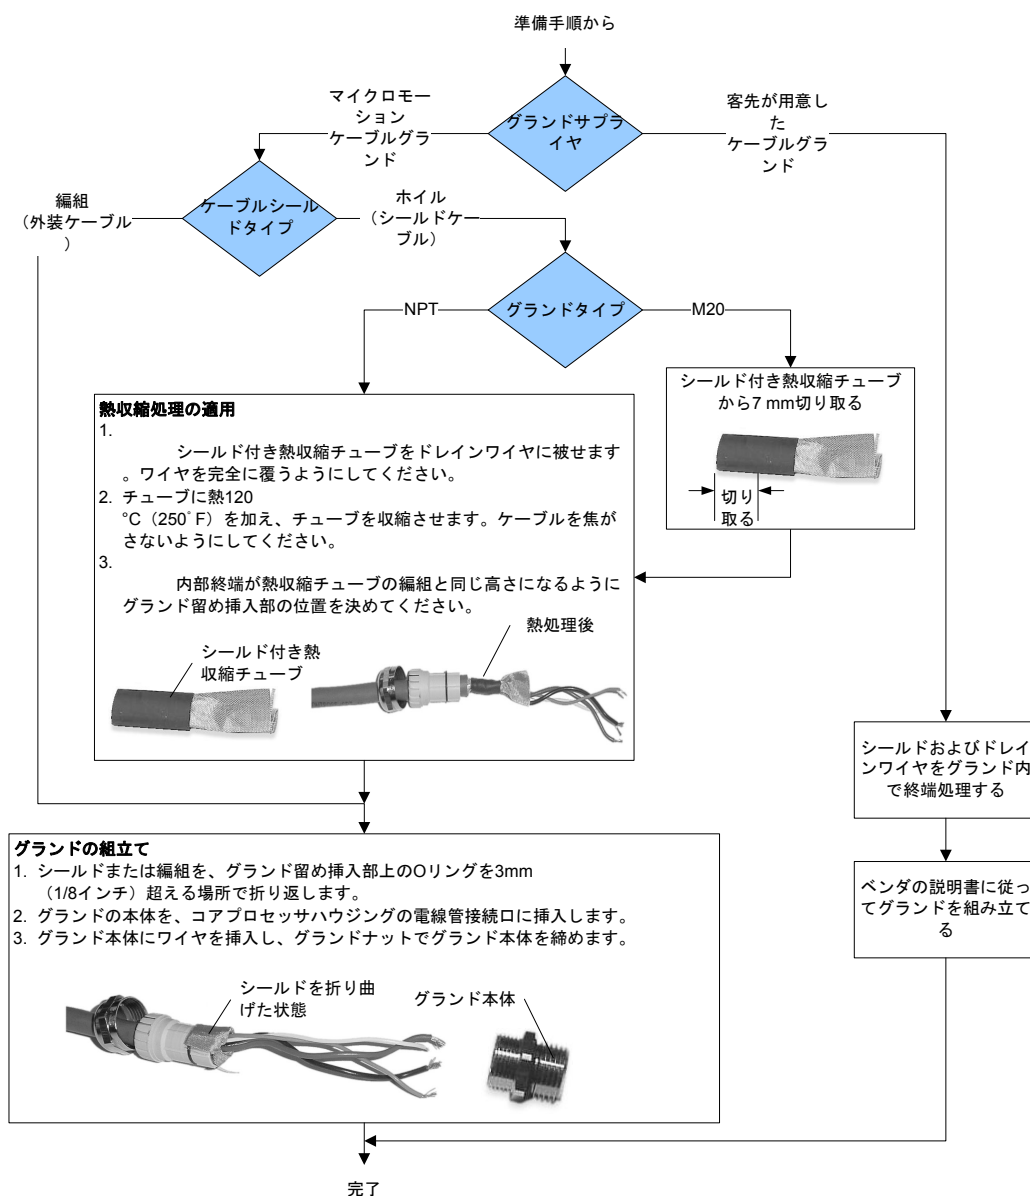 準備手順から
グランドサプラ
イヤ
マイクロモー
ション
ケーブルグラ
ンド
客先が用意し
た
ケーブルグラ
ンド
ケーブルシール
ドタイプ
編組
（外装ケーブル
）
ホイル
（シールドケー
ブル）
グランドタイプ
NPT
M20
シールド付き熱収縮チューブ
から7 mm切り取る
切り
取る
熱収縮処理の適用
1.
シールド付き熱収縮チューブをドレインワイヤに被せます
。ワイヤを完全に覆うようにしてください。
2. チューブに熱120
°C（250°F）を加え、チューブを収縮させます。ケーブルを焦が
さないようにしてください。
3.
内部終端が熱収縮チューブの編組と同じ高さになるように
グランド留め挿入部の位置を決めてください。
熱処理後
シールド付き熱
収縮チューブ
シールドおよびドレイ
ンワイヤをグランド内
で終端処理する
ベンダの説明書に従っ
てグランドを組み立て
る
グランドの組立て
1. シールドまたは編組を、グランド留め挿入部上のOリングを3mm
（1/8インチ）超える場所で折り返します。
2. グランドの本体を、コアプロセッサハウジングの電線管接続口に挿入します。
3. グランド本体にワイヤを挿入し、グランドナットでグランド本体を締めます。
シールドを折り曲
げた状態
グランド本体
完了